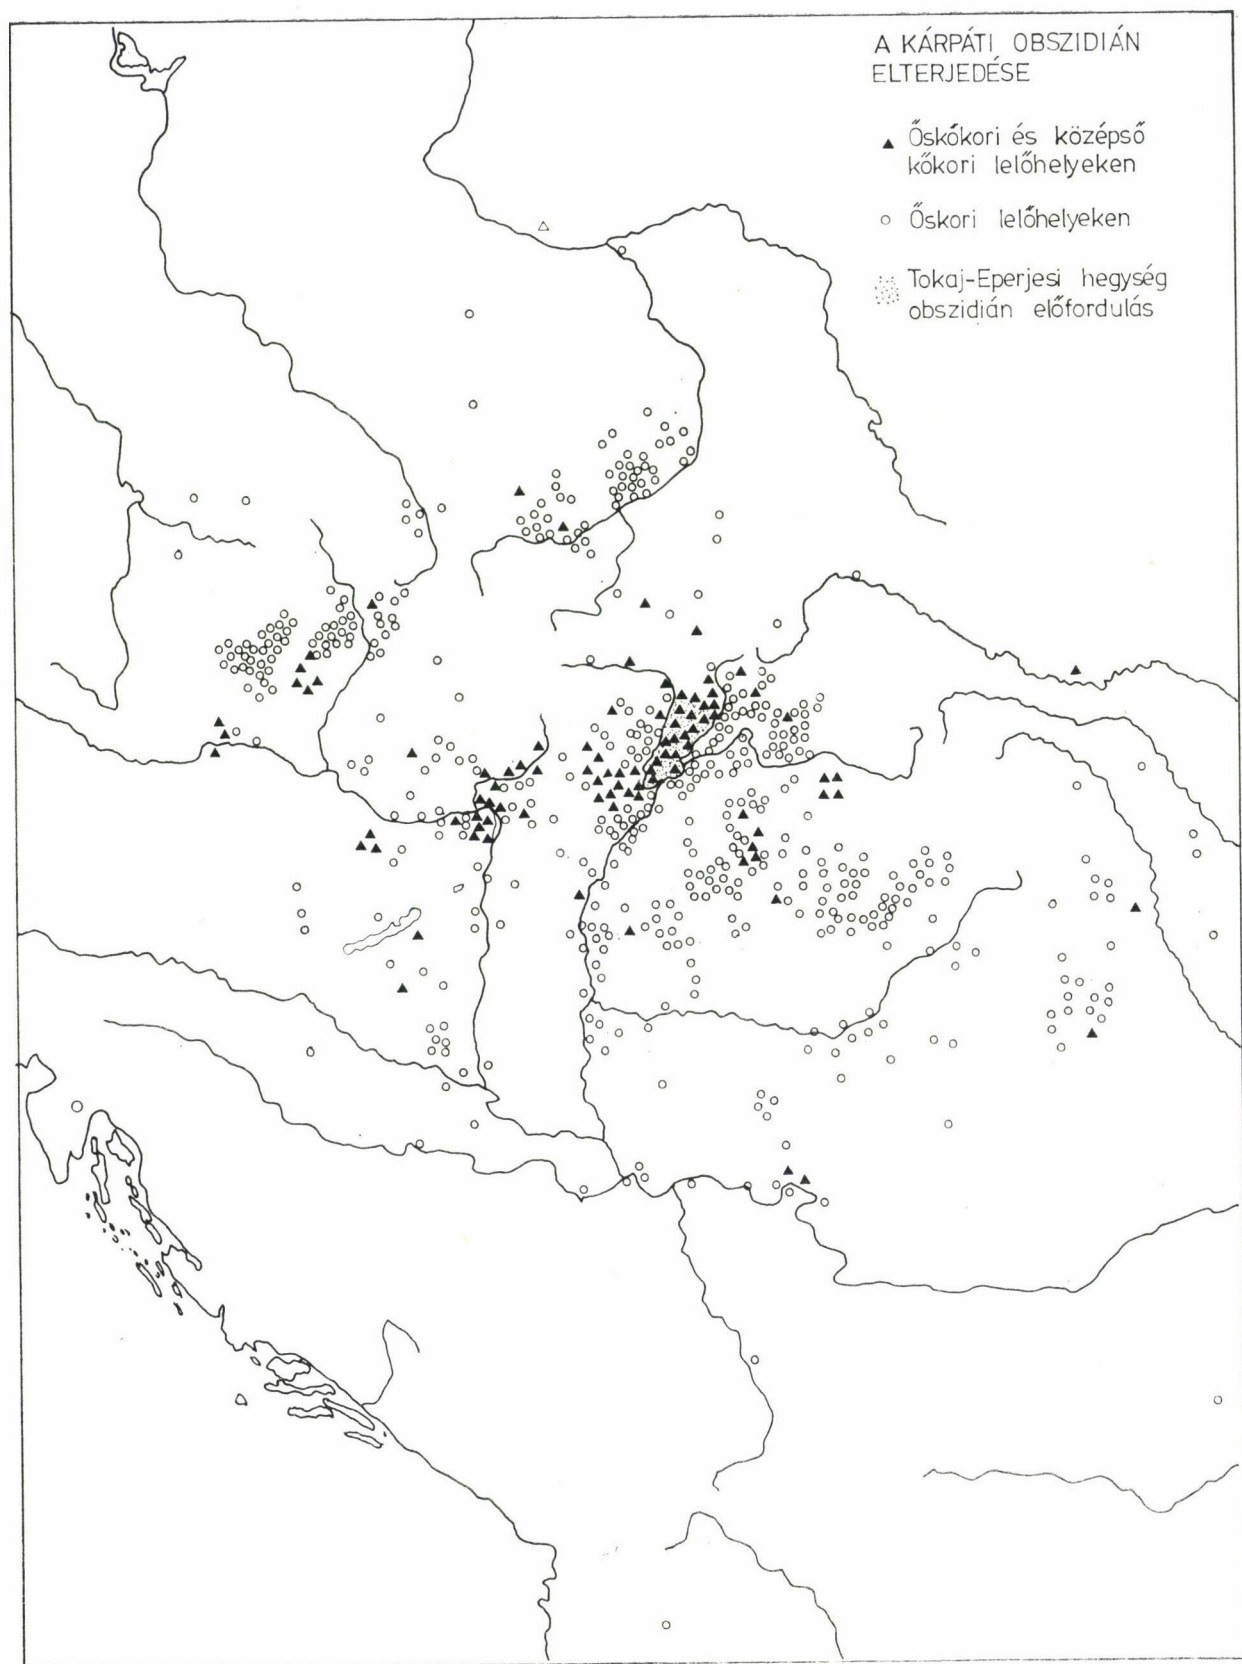 A KÁRPÁTI OBSZIDIÁN
ELTERJEDÉSE
Őskőkori és középső
kőkori lelőhelyeken
Őskori lelőhelyeken
Tokaj-Eperjesi hegység
obszidián előfordulás